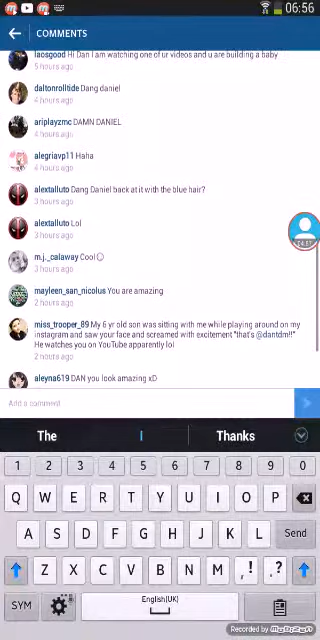 06:56
COMMENTS
laosgood Hi Dan I am watching one of ur videos and u are building a baby
5 hours ago
daltonrolltide Dang daniel
4 hours ago
ariplayzmc DAMN DANIEL
4 hours ago
alegriavp11 Haha
4 hours ago
alextalluto Dang Daniel back at it with the blue hair?
3 hours ago
alextalluto Lol
3 hours ago
m.j._calaway Cool
3 hours ago
mayleen_san_nicolus You are amazing
2 hours ago
miss_trooper_89 My 6 yr old son was sitting with me while playing around on my
instagram and saw your face and screamed with excitement "that's @dantdm!!"
He watches you on YouTube apparently lol
2 hours ago
aleyna619 DAN you look amazing xD
Add a comment
The I Thanks
1 2 3 4 5 6 7 8 9 0
Q W E R T Y U I O P
A S D F G H J K L Send
Z X C V B N M ,! .?
SYM English(UK)
Recorded by MOBIZEN